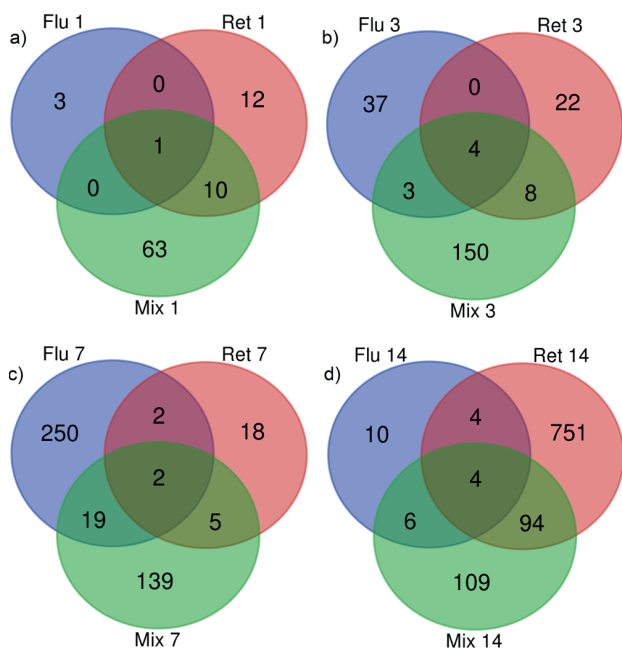 a)
Flu 1
Ret 1
3
0
12
1
0
10
63
Mix 1
b)
Flu 3
Ret 3
37
0
22
4
3
8
150
Mix 3
c)
Flu 7
Ret 7
250
2
18
2
19
5
139
Mix 7
d)
Flu 14
Ret 14
10
4
751
4
6
94
109
Mix 14